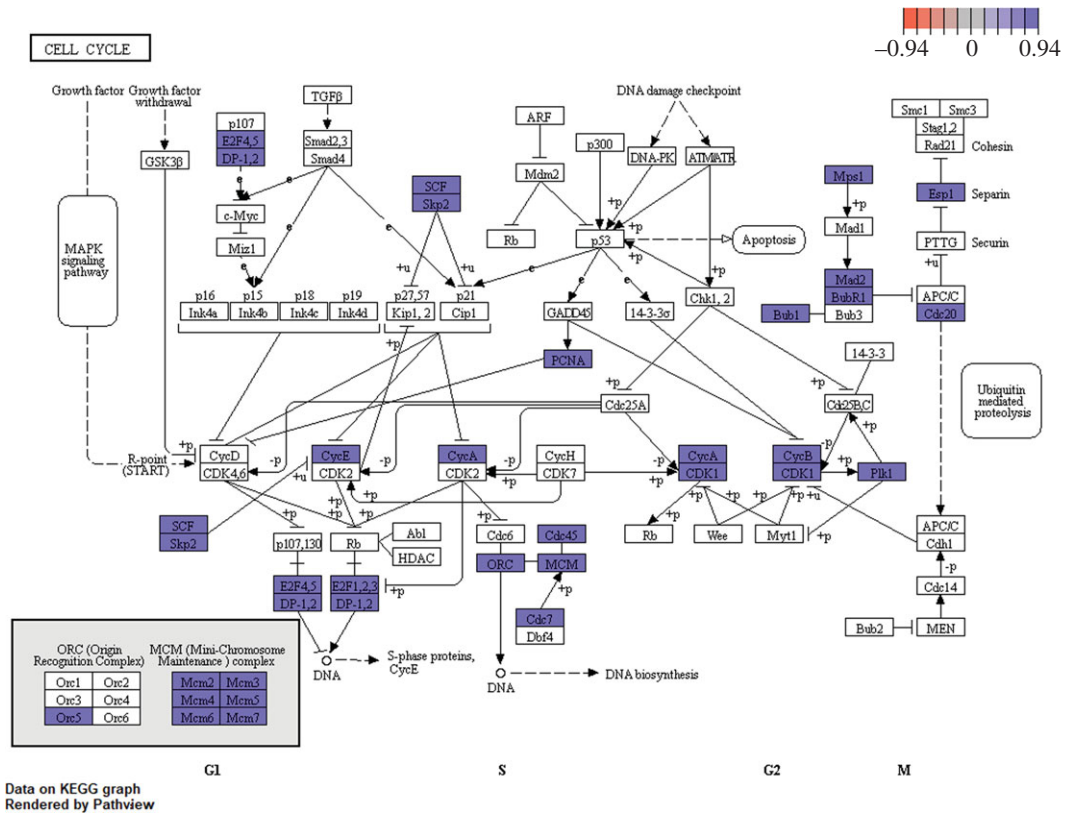 −0.94 0 0.94
CELL CYCLE
Growth factor
Growth factor
withdrawal
TGFβ
DNA damage checkpoint
ARF
Smc1 Smc3
Stag1,2
Rad21
Cohesin
p107
E2F4,5
DP-1,2
Smad2,3
Smad4
p300
DNA-PK
ATM/ATR
GSK3β
Mdm2
SCF
Skp2
Mps1
Esp1
Separin
e
e
e
c-Myc
Miz1
e
e
e
MAPK
signaling
pathway
Rb
p53
+p
+p
+p
+p
Apoptosis
+p
Mad1
PTTG
Securin
+u
+u
+u
e
e
e
+p
Mad2
BubR1
Bub3
Bub1
APC/C
Cdc20
p16
Ink4a
p15
Ink4b
p18
Ink4c
p19
Ink4d
p27,57
Kip1, 2
p21
Cip1
GADD45
14-3-3σ
Chk1, 2
+p
PCNA
14-3-3
+p
+p
Cdc25A
Cdc25B,C
Ubiquitin
mediated
proteolysis
R-point
(START)
+p
CycD
CDK4,6
-p
+u
CycE
CDK2
-p
CycA
CDK2
-p
+p
CycH
CDK7
-p
+p
CycA
CDK1
CycB
CDK1
-p
+p
+p
Plk1
SCF
Skp2
+p
+p
+p
+p
+p
+p
+p
+p
+p
+p
+u
+p
p107,130
Rb
Abl
HDAC
Cdc6
Cdc45
ORC
MCM
+p
Rb
Wee
Myt1
APC/C
Cdh1
-p
Cdc14
E2F4,5
DP-1,2
E2F1,2,3
DP-1,2
+p
Cdc7
Dbf4
Bub2
MEN
DNA
S-phase proteins,
CycE
DNA
DNA biosynthesis
ORC (Origin
Recognition Complex)
MCM (Mini-Chromosome
Maintenance ) complex
Orc1 Orc2
Orc3 Orc4
Orc5 Orc6
Mcm2 Mcm3
Mcm4 Mcm5
Mcm6 Mcm7
G1 S G2 M
Data on KEGG graph
Rendered by Pathview